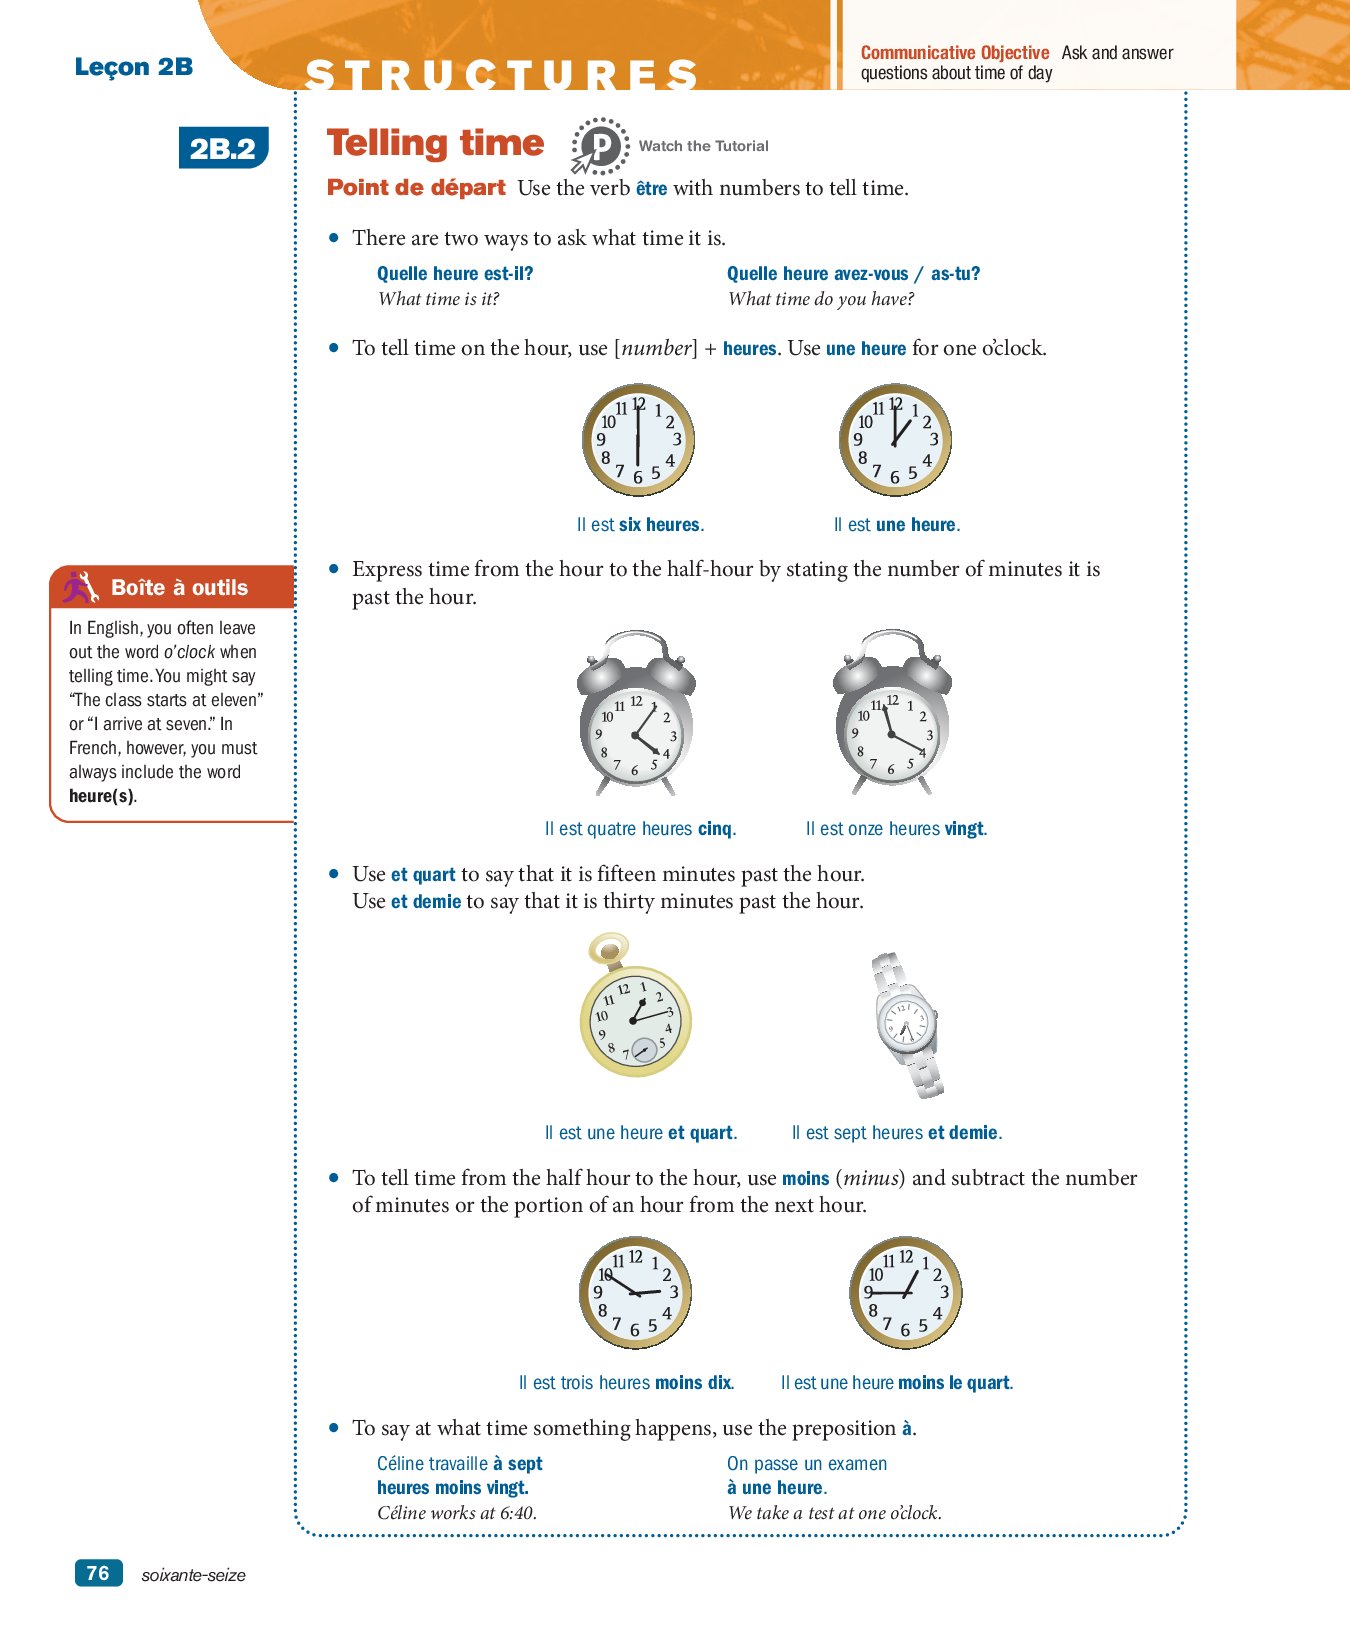 Leçon 2B
STRUCTURES
Communicative Objective Ask and answer
questions about time of day
2B.2
Telling time
Watch the Tutorial
Point de départ Use the verb être with numbers to tell time.
• There are two ways to ask what time it is.
Quelle heure est-il?
What time is it?
Quelle heure avez-vous / as-tu?
What time do you have?
• To tell time on the hour, use [number] + heures. Use une heure for one o’clock.
12 1 2 3 4 5 6 7 8 9 10 11
12 1 2 3 4 5 6 7 8 9 10 11
Il est six heures.
Il est une heure.
• Express time from the hour to the half-hour by stating the number of minutes it is
past the hour.
12 1 2 3 4 5 6 7 8 9 10 11
12 1 2 3 4 5 6 7 8 9 10 11
Il est quatre heures cinq.
Il est onze heures vingt.
Boîte à outils
In English, you often leave
out the word o’clock when
telling time. You might say
“The class starts at eleven”
or “I arrive at seven.” In
French, however, you must
always include the word
heure(s).
• Use et quart to say that it is fifteen minutes past the hour.
Use et demie to say that it is thirty minutes past the hour.
12 1 2 3 4 5 7 8 9 10 11
Il est une heure et quart.
Il est sept heures et demie.
• To tell time from the half hour to the hour, use moins (minus) and subtract the number
of minutes or the portion of an hour from the next hour.
12 1 2 3 4 5 6 7 8 9 10 11
12 1 2 3 4 5 6 7 8 9 10 11
Il est trois heures moins dix.
Il est une heure moins le quart.
• To say at what time something happens, use the preposition à.
Céline travaille à sept
heures moins vingt.
Céline works at 6:40.
On passe un examen
à une heure.
We take a test at one o’clock.
76 soixante-seize